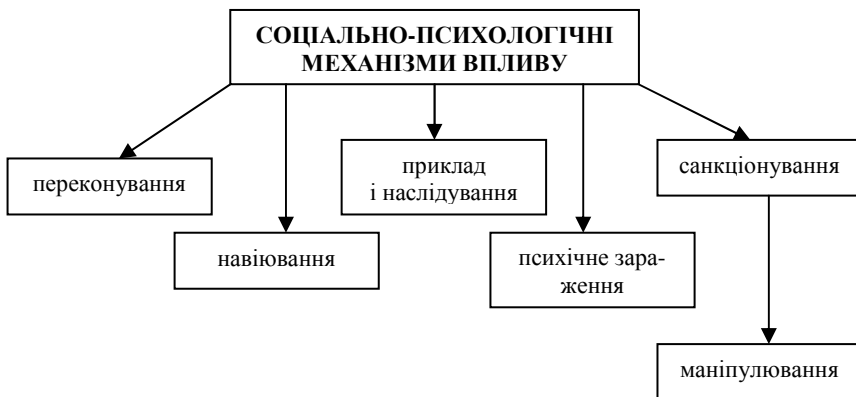 СОЦІАЛЬНО-ПСИХОЛОГІЧНІ
МЕХАНІЗМИ ВПЛИВУ
переконування
приклад
і наслідування
санкціонування
навіювання
психічне зара-
ження
маніпулювання